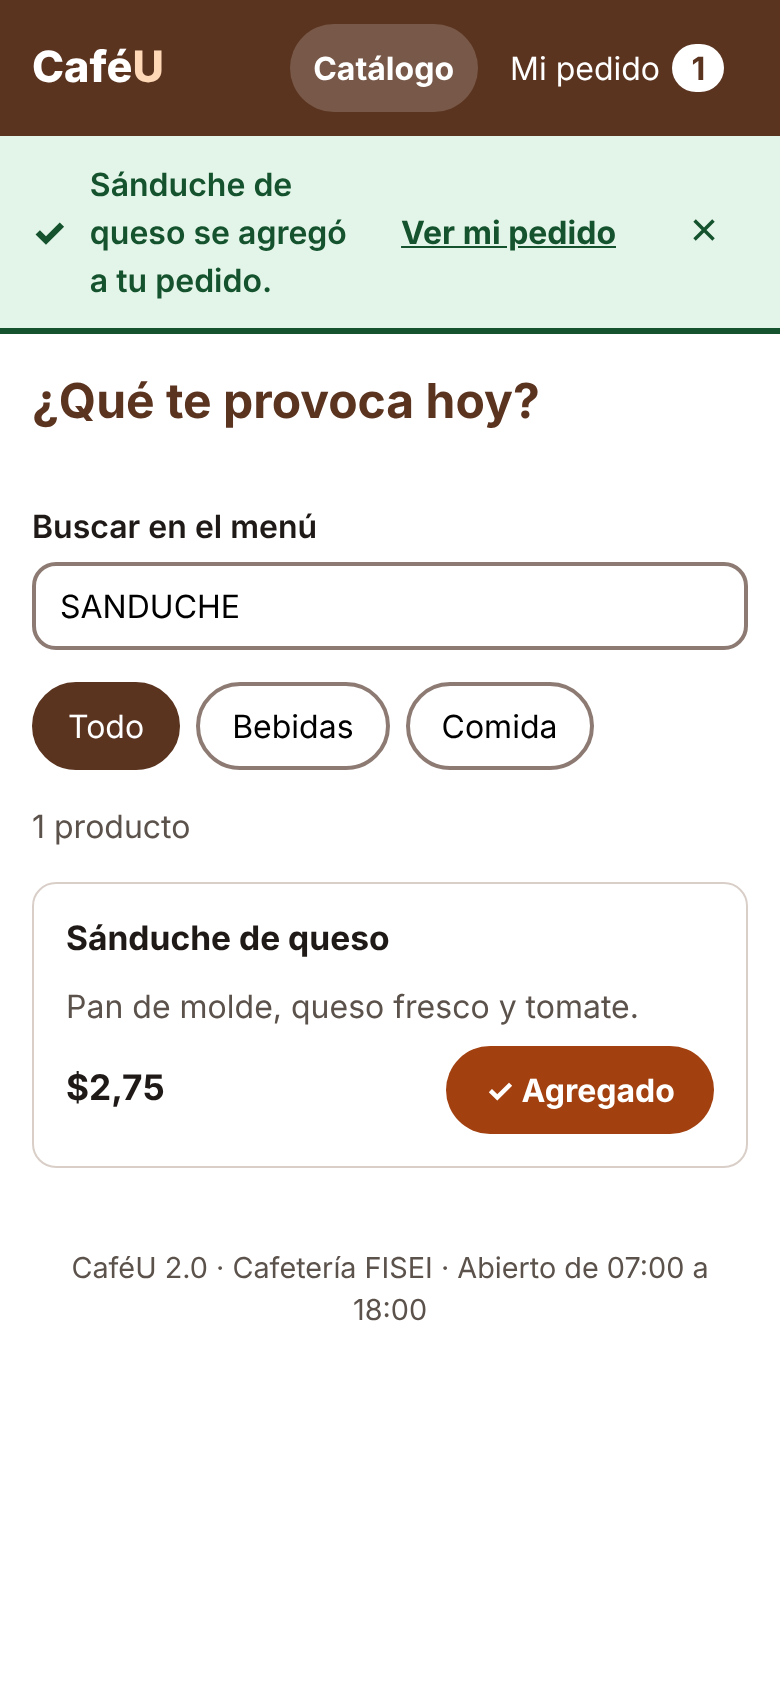 CaféU
Catálogo
Mi pedido 1
Sánduche de
queso se agregó
a tu pedido.
Ver mi pedido
¿Qué te provoca hoy?
Buscar en el menú
SANDUCHE
Todo
Bebidas
Comida
1 producto
Sánduche de queso
Pan de molde, queso fresco y tomate.
$2,75
✓ Agregado
CaféU 2.0 · Cafetería FISEI · Abierto de 07:00 a
18:00